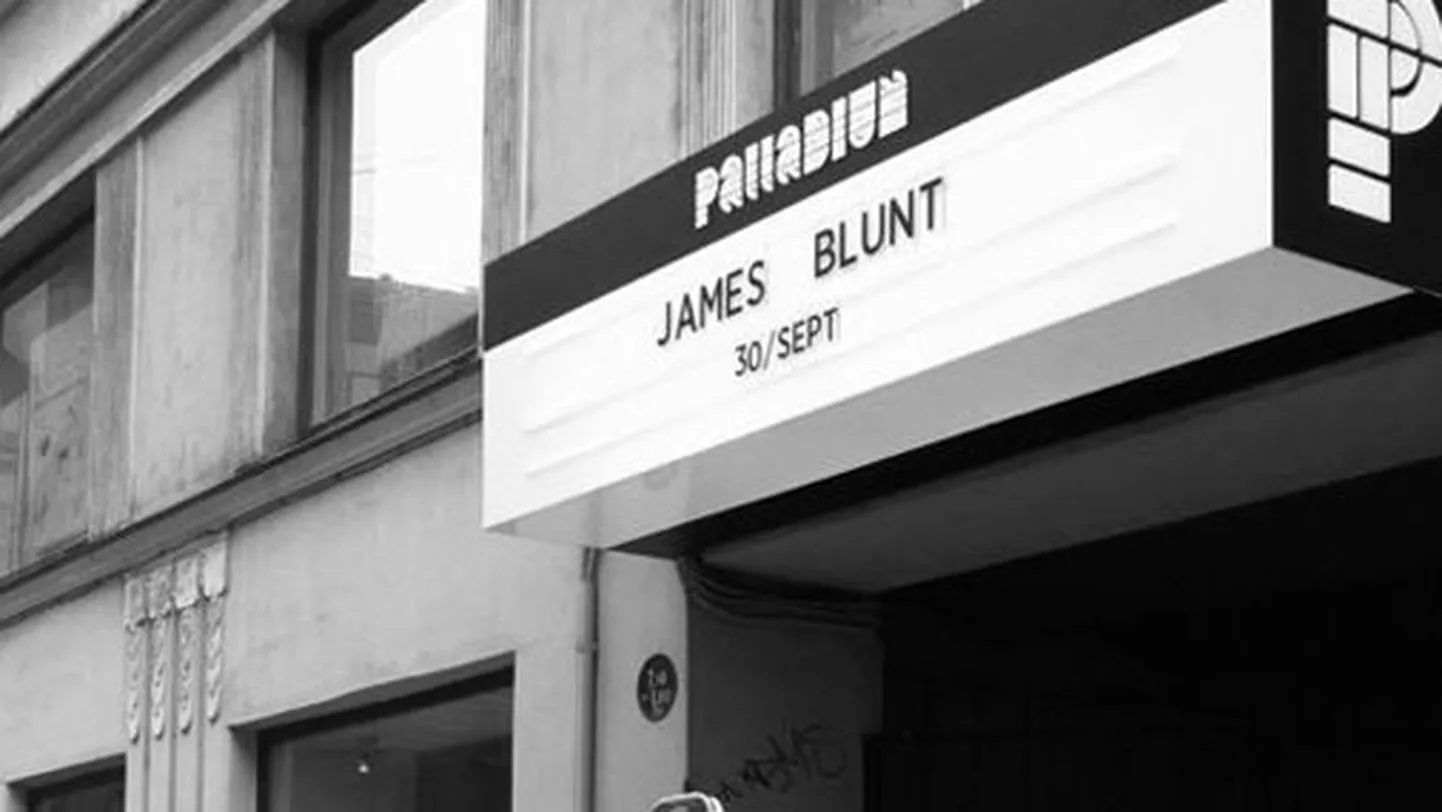 PALLADIUM
JAMES BLUNT
30/SEPT
P